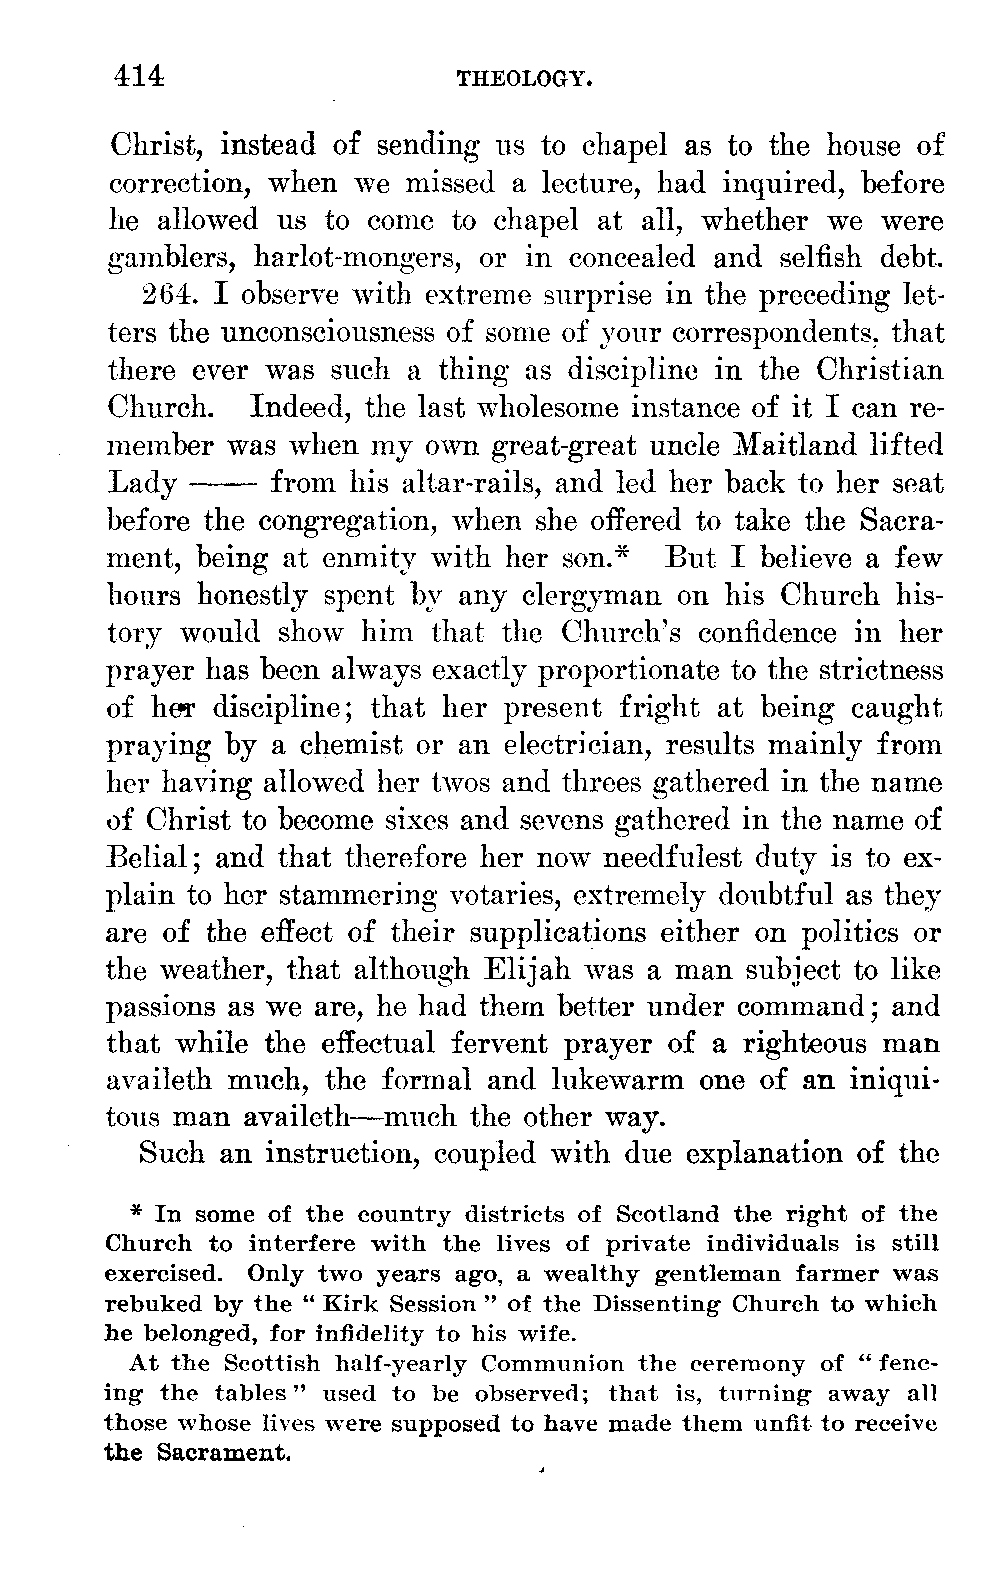 414 THEOLOGY.
Christ, instead of sending us to chapel as to the house of
correction, when we missed a lecture, had inquired, before
he allowed us to come to chapel at all, whether we were
gamblers, harlot-mongers, or in concealed and selfish debt.
264. I observe with extreme surprise in the preceding let-
ters the unconsciousness of some of your correspondents, that
there ever was such a thing as discipline in the Christian
Church. Indeed, the last wholesome instance of it I can re-
member was when my own great-great uncle Maitland lifted
Lady —— from his altar-rails, and led her back to her seat
before the congregation, when she offered to take the Sacra-
ment, being at enmity with her son.* But I believe a few
hours honestly spent by any clergyman on his Church his-
tory would show him that the Church's confidence in her
prayer has been always exactly proportionate to the strictness
of her discipline; that her present fright at being caught
praying by a chemist or an electrician, results mainly from
her having allowed her twos and threes gathered in the name
of Christ to become sixes and sevens gathered in the name of
Belial; and that therefore her now needfulest duty is to ex-
plain to her stammering votaries, extremely doubtful as they
are of the effect of their supplications either on politics or
the weather, that although Elijah was a man subject to like
passions as we are, he had them better under command; and
that while the effectual fervent prayer of a righteous man
availeth much, the formal and lukewarm one of an iniqui-
tous man availeth—much the other way.
Such an instruction, coupled with due explanation of the
* In some of the country districts of Scotland the right of the
Church to interfere with the lives of private individuals is still
exercised. Only two years ago, a wealthy gentleman farmer was
rebuked by the “ Kirk Session ” of the Dissenting Church to which
he belonged, for infidelity to his wife.
At the Scottish half-yearly Communion the ceremony of “ fenc-
ing the tables ” used to be observed; that is, turning away all
those whose lives were supposed to have made them unfit to receive
the Sacrament.